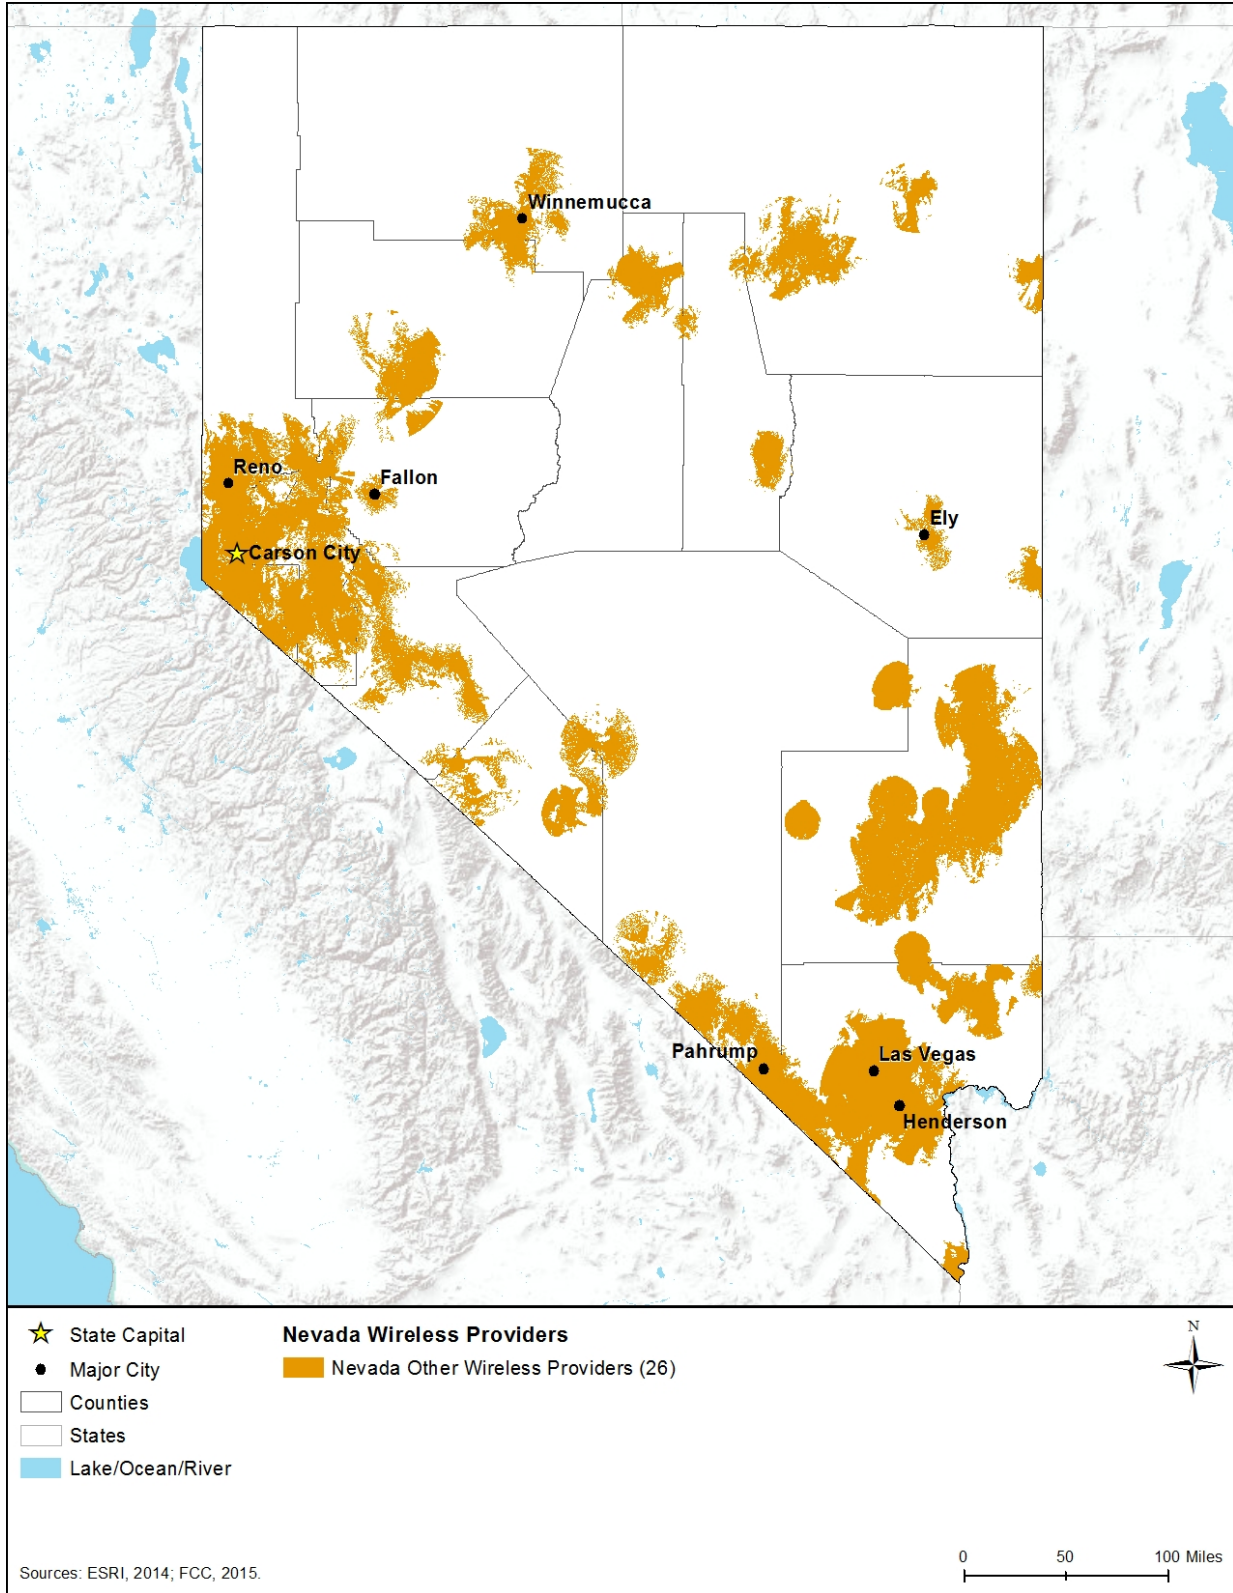 Winnemucca
Reno
Fallon
Ely
Carson City
Pahrump
Las Vegas
Henderson
State Capital
Major City
Counties
States
Lake/Ocean/River
Nevada Wireless Providers
Nevada Other Wireless Providers (26)
N
Sources: ESRI, 2014; FCC, 2015.
0 50 100 Miles